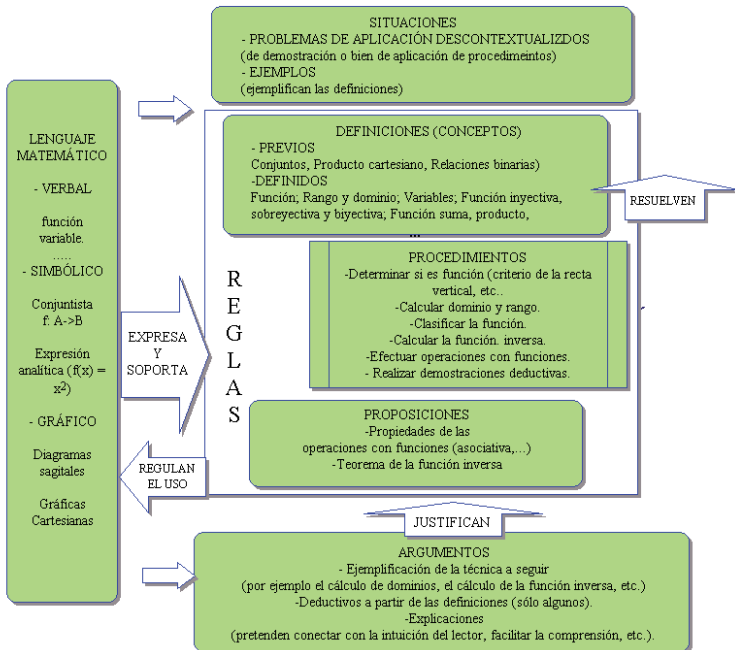 SITUACIONES
- PROBLEMAS DE APLICACIÓN DESCONTEXTUALIZDOS
(de demostración o bien de aplicación de procedimeintos)
- EJEMPLOS
(ejemplifican las definiciones)
LENGUAJE
MATEMÁTICO
- VERBAL
función
variable.
.....
- SIMBÓLICO
Conjuntista
f: A->B
Expresión
analítica (f(x) =
x2)
- GRÁFICO
Diagramas
sagitales
Gráficas
Cartesianas
EXPRESA
Y
SOPORTA
REGULAN
EL USO
REGLAS
DEFINICIONES (CONCEPTOS)
- PREVIOS
Conjuntos, Producto cartesiano, Relaciones binarias)
-DEFINIDOS
Función; Rango y dominio; Variables; Función inyectiva,
sobreyectiva y biyectiva; Función suma, producto,
...
RESUELVEN
PROCEDIMIENTOS
-Determinar si es función (criterio de la recta
vertical, etc..
-Calcular dominio y rango.
-Clasificar la función.
-Calcular la función. inversa.
-Efectuar operaciones con funciones.
- Realizar demostraciones deductivas.
PROPOSICIONES
-Propiedades de las
operaciones con funciones (asociativa,...)
-Teorema de la función inversa
JUSTIFICAN
ARGUMENTOS
- Ejemplificación de la técnica a seguir
(por ejemplo el cálculo de dominios, el cálculo de la función inversa, etc.)
-Deductivos a partir de las definiciones (sólo algunos).
-Explicaciones
(pretenden conectar con la intuición del lector, facilitar la comprensión, etc.).